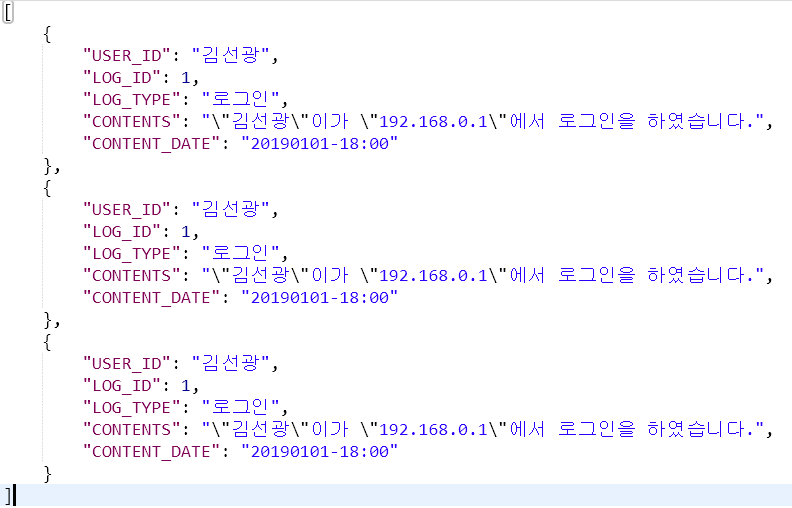 [
    {
        "USER_ID": "김선광",
        "LOG_ID": 1,
        "LOG_TYPE": "로그인",
        "CONTENTS": "\"김선광\"이가 \"192.168.0.1\"에서 로그인을 하였습니다.",
        "CONTENT_DATE": "20190101-18:00"
    },
    {
        "USER_ID": "김선광",
        "LOG_ID": 1,
        "LOG_TYPE": "로그인",
        "CONTENTS": "\"김선광\"이가 \"192.168.0.1\"에서 로그인을 하였습니다.",
        "CONTENT_DATE": "20190101-18:00"
    },
    {
        "USER_ID": "김선광",
        "LOG_ID": 1,
        "LOG_TYPE": "로그인",
        "CONTENTS": "\"김선광\"이가 \"192.168.0.1\"에서 로그인을 하였습니다.",
        "CONTENT_DATE": "20190101-18:00"
    }
]